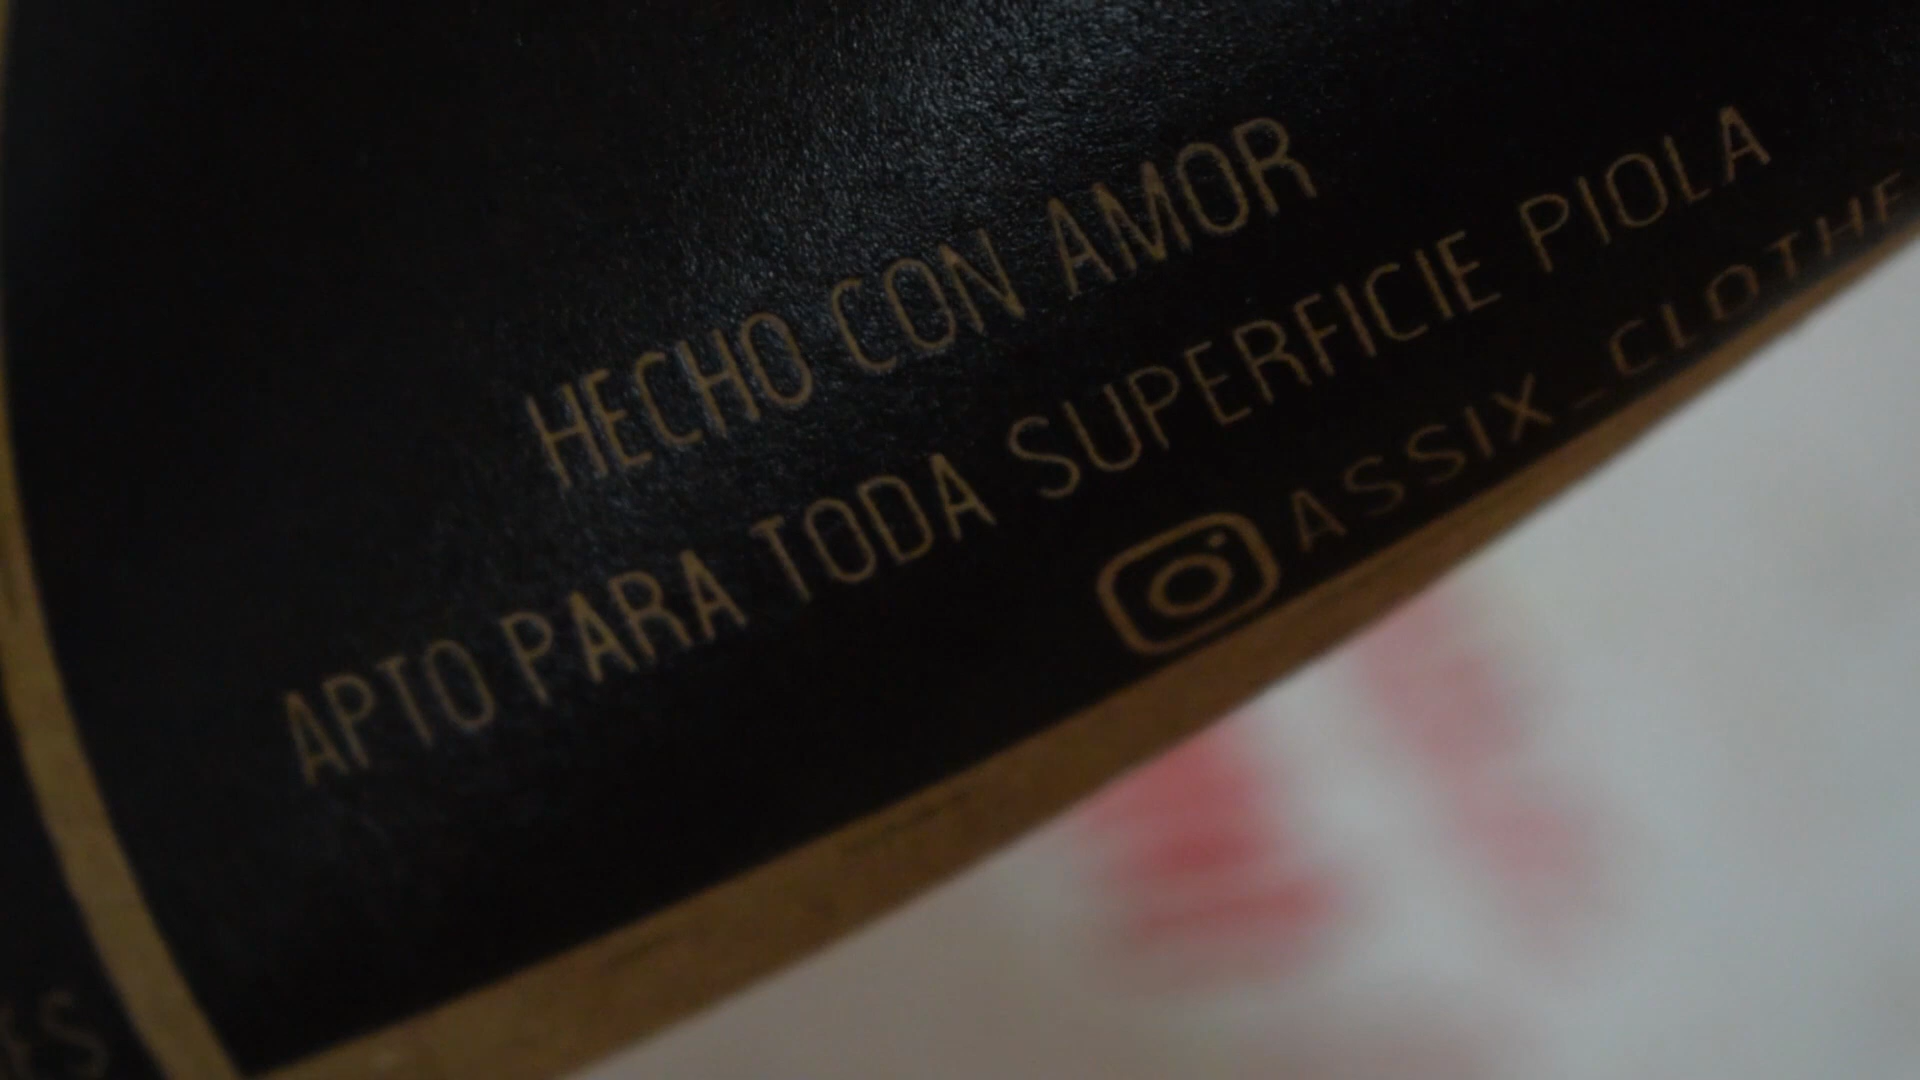 HECHO CON AMOR
APTO PARA TODA SUPERFICIE PIOLA
ASSIX_CLOTHE